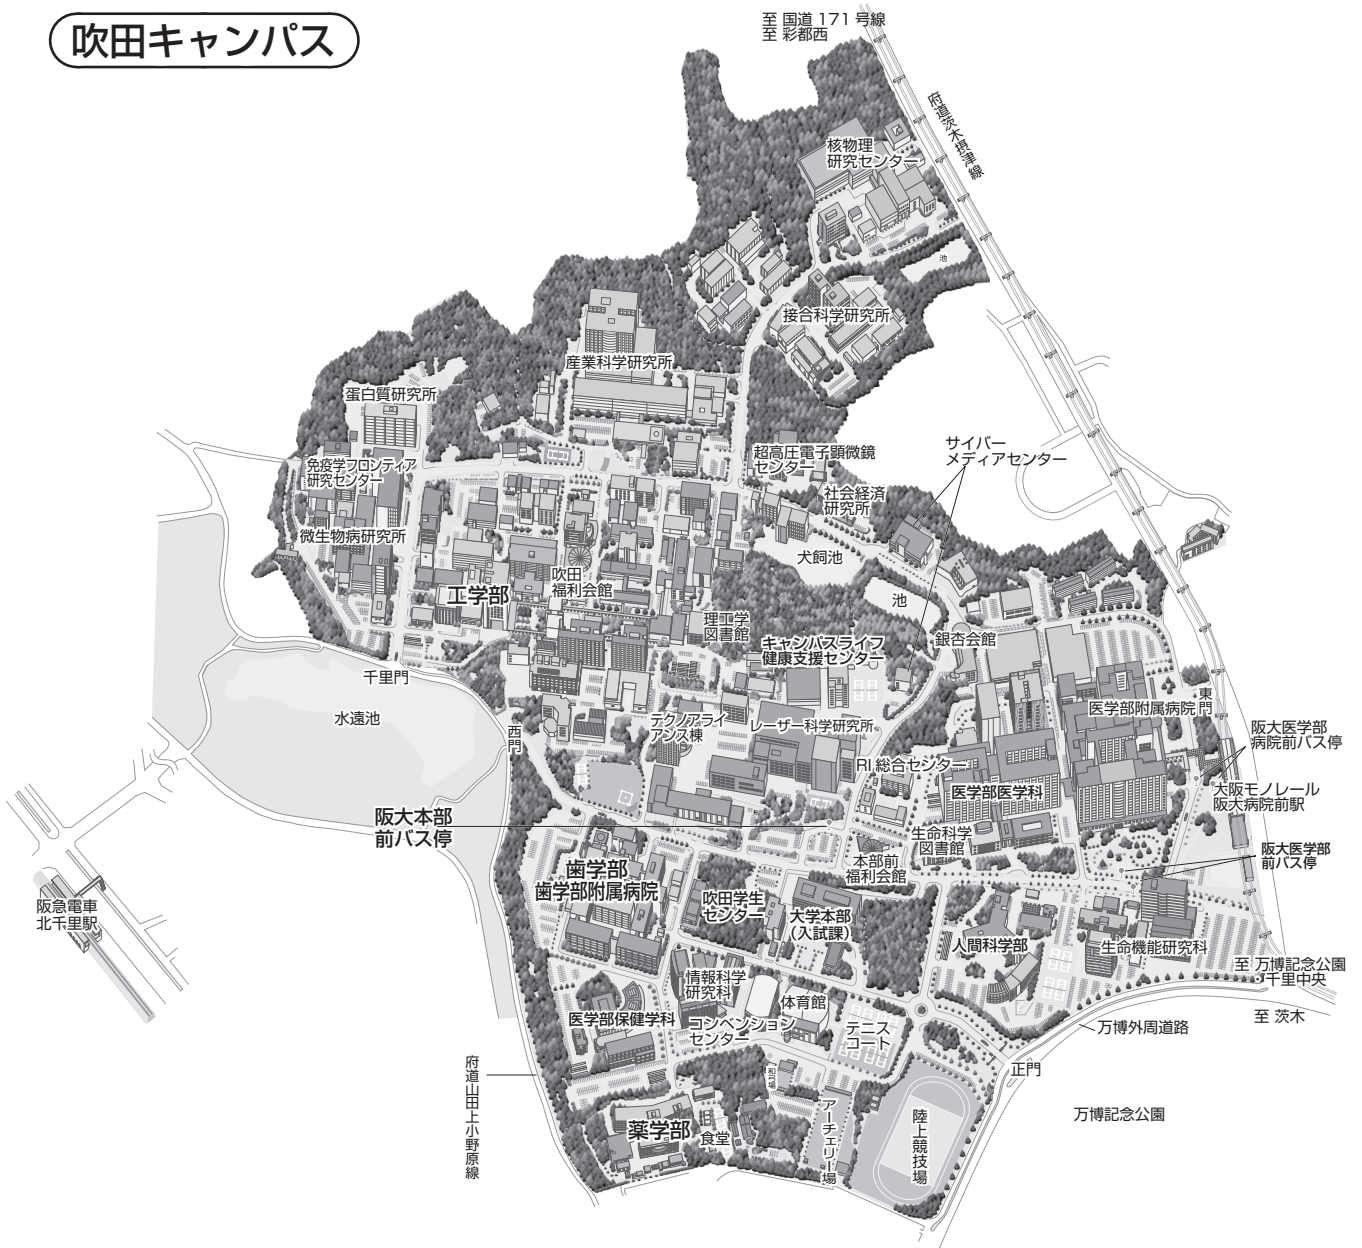 吹田キャンパス
至 国道 171 号線
至 彩都西
府道茨木摂津線
核物理
研究センター
池
接合科学研究所
産業科学研究所
蛋白質研究所
サイバー
メディアセンター
超高圧電子顕微鏡
センター
免疫学フロンティア
研究センター
社会経済
研究所
微生物病研究所
犬飼池
吹田
福利会館
工学部
池
理工学
図書館
キャンパスライフ
健康支援センター
銀杏会館
千里門
水遠池
西門
テクノアライ
アンス棟
レーザー科学研究所
医学部附属病院
東門
阪大医学部
病院前バス停
RI 総合センター
医学部医学科
大阪モノレール
阪大病院前駅
阪大本部
前バス停
生命科学
図書館
本部前
福利会館
阪大医学部
前バス停
歯学部
歯学部附属病院
吹田学生
センター
大学本部
(入試課)
阪急電車
北千里駅
人間科学部
生命機能研究科
至 万博記念公園
千里中央
情報科学
研究科
体育館
医学部保健学科
コンベンション
センター
テニス
コート
至 茨木
万博外周道路
正門
府道山田上小野原線
万博記念公園
アーチェリー場
陸上競技場
薬学部
食堂